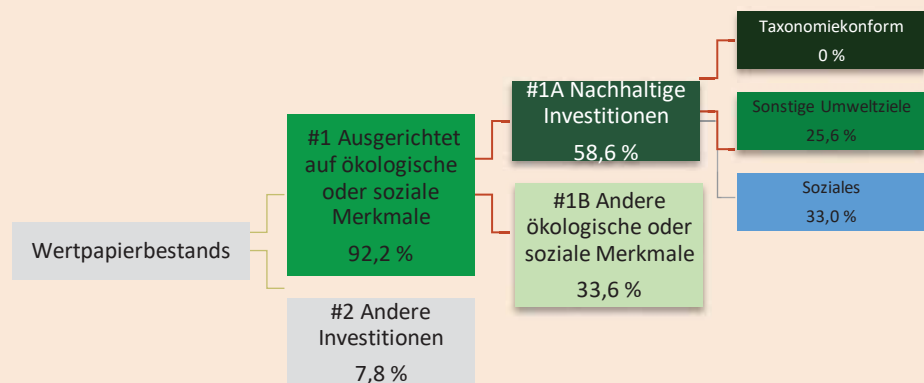 Wertpapierbestands
#1 Ausgerichtet
auf ökologische
oder soziale
Merkmale
92,2 %
#2 Andere
Investitionen
7,8 %
#1A Nachhaltige
Investitionen
58,6 %
#1B Andere
ökologische oder
soziale Merkmale
33,6 %
Taxonomiekonform
0 %
Sonstige Umweltziele
25,6 %
Soziales
33,0 %